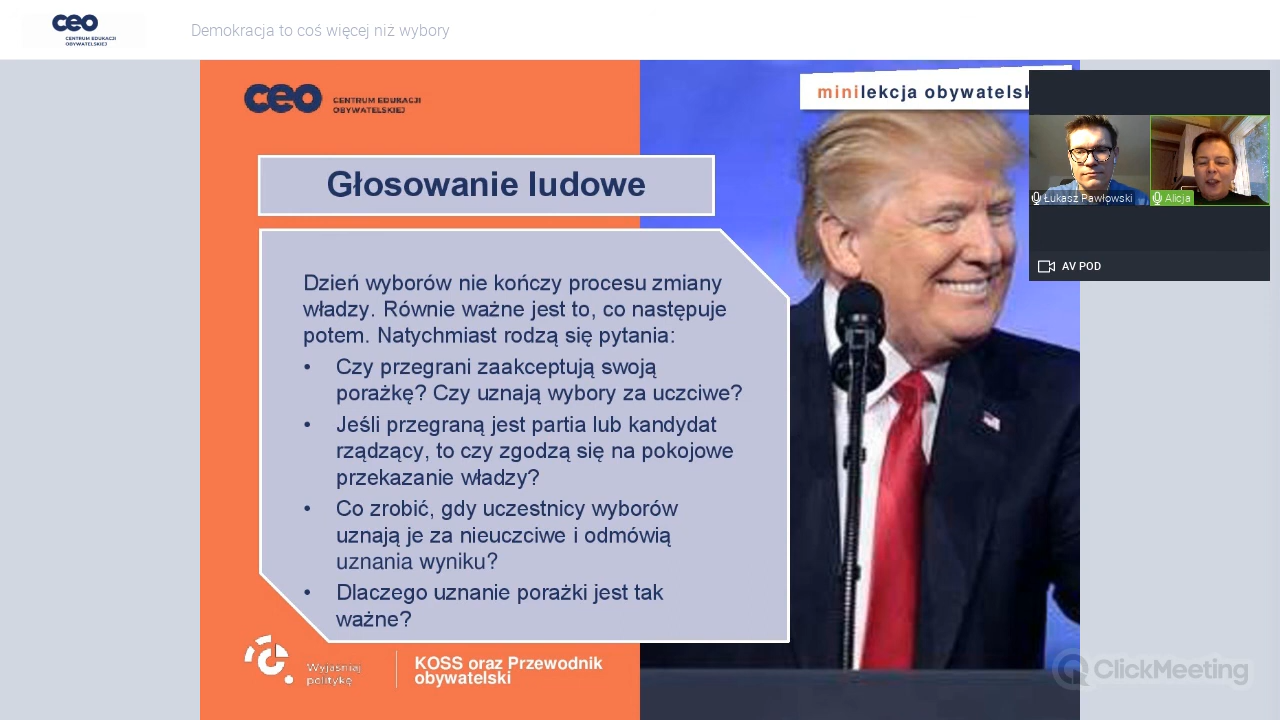 ceo
CENTRUM EDUKACJI
OBYWATELSKIEJ
Demokracja to coś więcej niż wybory
ceo
CENTRUM EDUKACJI
OBYWATELSKIEJ
minilekcja obywatelsk
Głosowanie ludowe
Dzień wyborów nie kończy procesu zmiany
władzy. Równie ważne jest to, co następuje
potem. Natychmiast rodzą się pytania:
• Czy przegrani zaakceptują swoją
porażkę? Czy uznają wybory za uczciwe?
• Jeśli przegraną jest partia lub kandydat
rządzący, to czy zgodzą się na pokojowe
przekazanie władzy?
• Co zrobić, gdy uczestnicy wyborów
uznają je za nieuczciwe i odmówią
uznania wyniku?
• Dlaczego uznanie porażki jest tak
ważne?
Łukasz Pawłowski
Alicja
AV POD
Wyjaśniaj
politykę
KOSS oraz Przewodnik
obywatelski
ClickMeeting